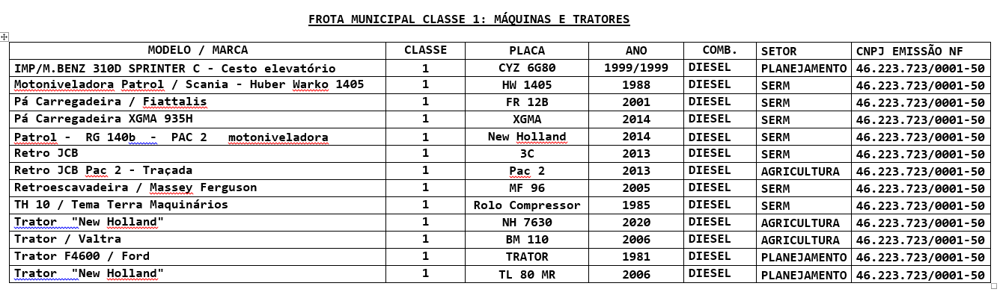 FROTA MUNICIPAL CLASSE 1: MÁQUINAS E TRATORES
MODELO / MARCA CLASSE PLACA ANO COMB. SETOR CNPJ EMISSÃO NF
IMP/M.BENZ 310D SPRINTER C - Cesto elevatório 1 CYZ 6G80 1999/1999 DIESEL PLANEJAMENTO 46.223.723/0001-50
Motoniveladora Patrol / Scania - Huber Warko 1405 1 HW 1405 1988 DIESEL SERM 46.223.723/0001-50
Pá Carregadeira / Fiattalis 1 FR 12B 2001 DIESEL SERM 46.223.723/0001-50
Pá Carregadeira XGMA 935H 1 XGMA 2014 DIESEL SERM 46.223.723/0001-50
Patrol - RG 140b - PAC 2 motoniveladora 1 New Holland 2014 DIESEL SERM 46.223.723/0001-50
Retro JCB 1 3C 2013 DIESEL SERM 46.223.723/0001-50
Retro JCB Pac 2 - Traçada 1 Pac 2 2013 DIESEL AGRICULTURA 46.223.723/0001-50
Retroescavadeira / Massey Ferguson 1 MF 96 2005 DIESEL SERM 46.223.723/0001-50
TH 10 / Tema Terra Maquinários 1 Rolo Compressor 1985 DIESEL SERM 46.223.723/0001-50
Trator "New Holland" 1 NH 7630 2020 DIESEL AGRICULTURA 46.223.723/0001-50
Trator / Valtra 1 BM 110 2006 DIESEL AGRICULTURA 46.223.723/0001-50
Trator F4600 / Ford 1 TRATOR 1981 DIESEL PLANEJAMENTO 46.223.723/0001-50
Trator "New Holland" 1 TL 80 MR 2006 DIESEL PLANEJAMENTO 46.223.723/0001-50